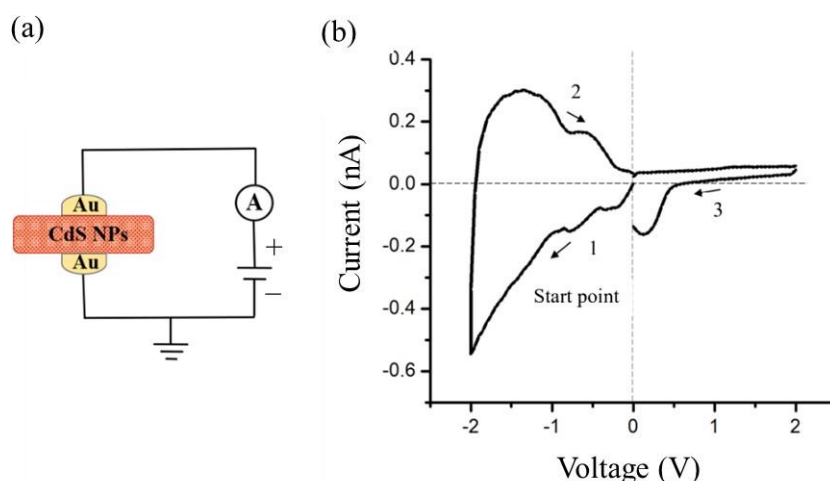 (a)
(b)
Au
CdS NPs
Au
A
+
−
Current (nA)
0.4
0.2
0.0
-0.2
-0.4
-0.6
2
3
1
Start point
-2
-1
0
1
2
Voltage (V)